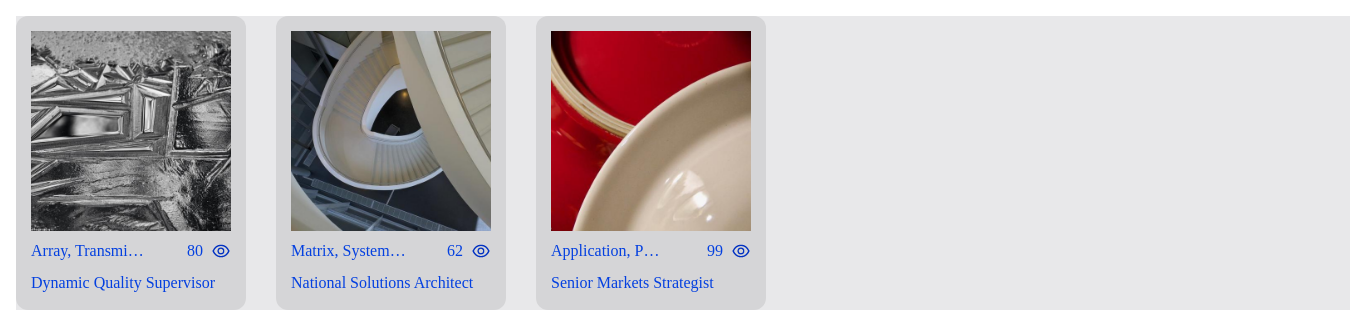 Array, Transmi… 80
Dynamic Quality Supervisor
Matrix, System… 62
National Solutions Architect
Application, P… 99
Senior Markets Strategist